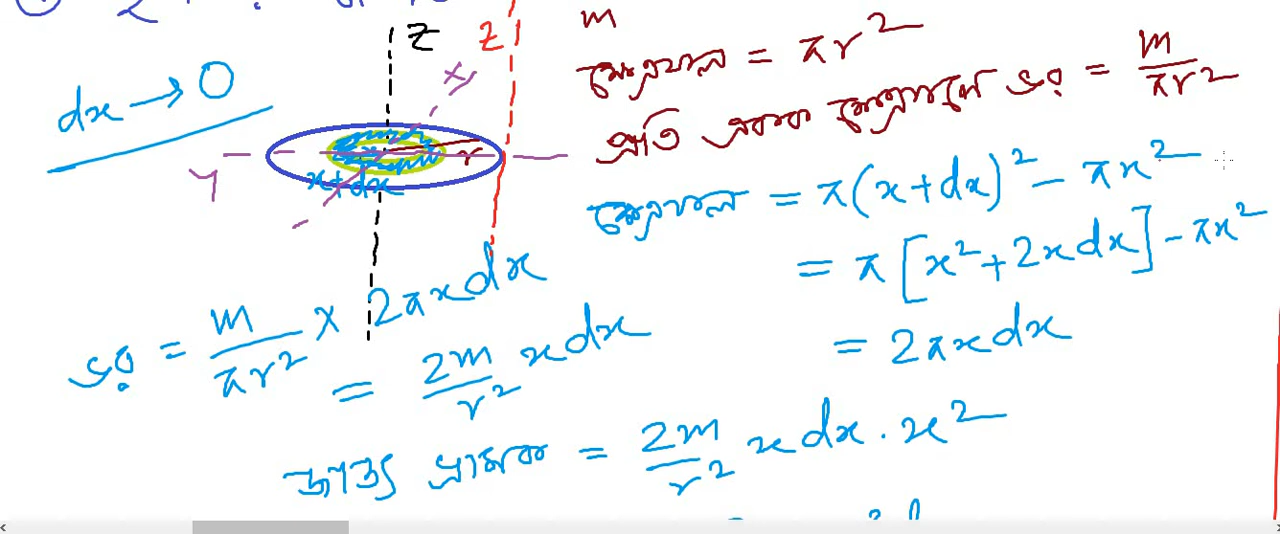 Z Z
X
dx → 0
Y
r
x+dx
m
ক্ষেত্রফল = πr²
প্রতি একক ক্ষেত্রফলে ভর = m/πr²
ক্ষেত্রফল = π(x+dx)² − πx²
= π[x²+2xdx] − πx²
= 2πxdx
ভর = m/πr² × 2πxdx
= 2m/r² xdx
জড়তার ভ্রামক = 2m/r² xdx . x²